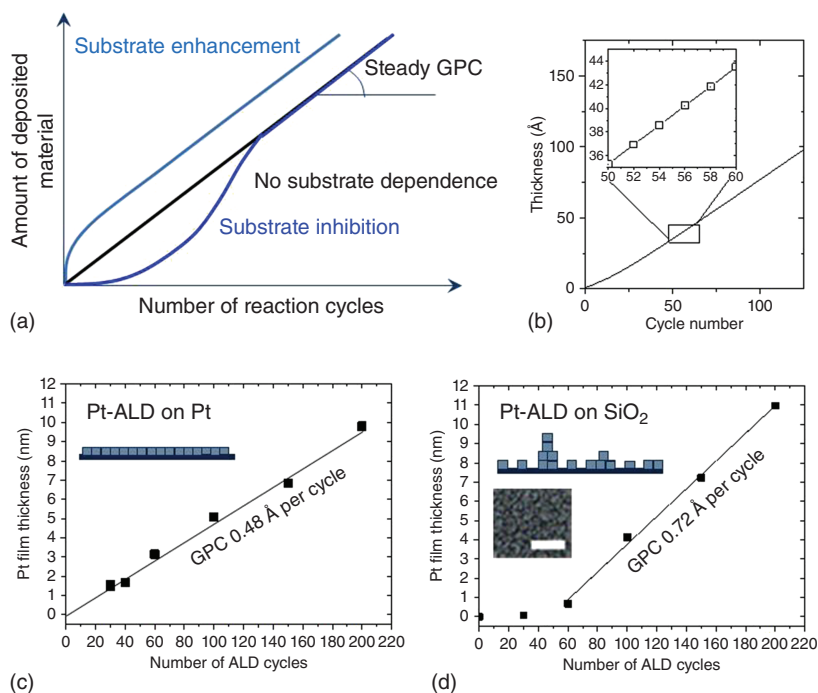 Substrate enhancement
Steady GPC
No substrate dependence
Substrate inhibition
Amount of deposited
material
Number of reaction cycles
(a)
175
150
100
50
0
0 50 100
Thickness (Å)
Cycle number
44
42
40
38
36
50 52 54 56 58 60
(b)
12
11
10
9
8
7
6
5
4
3
2
1
0
0 20 40 60 80 100 120 140 160 180 200 220
Pt film thickness (nm)
Number of ALD cycles
Pt-ALD on Pt
GPC 0.48 Å per cycle
(c)
12
11
10
9
8
7
6
5
4
3
2
1
0
0 20 40 60 80 100 120 140 160 180 200 220
Pt film thickness (nm)
Number of ALD cycles
Pt-ALD on SiO₂
GPC 0.72 Å per cycle
(d)